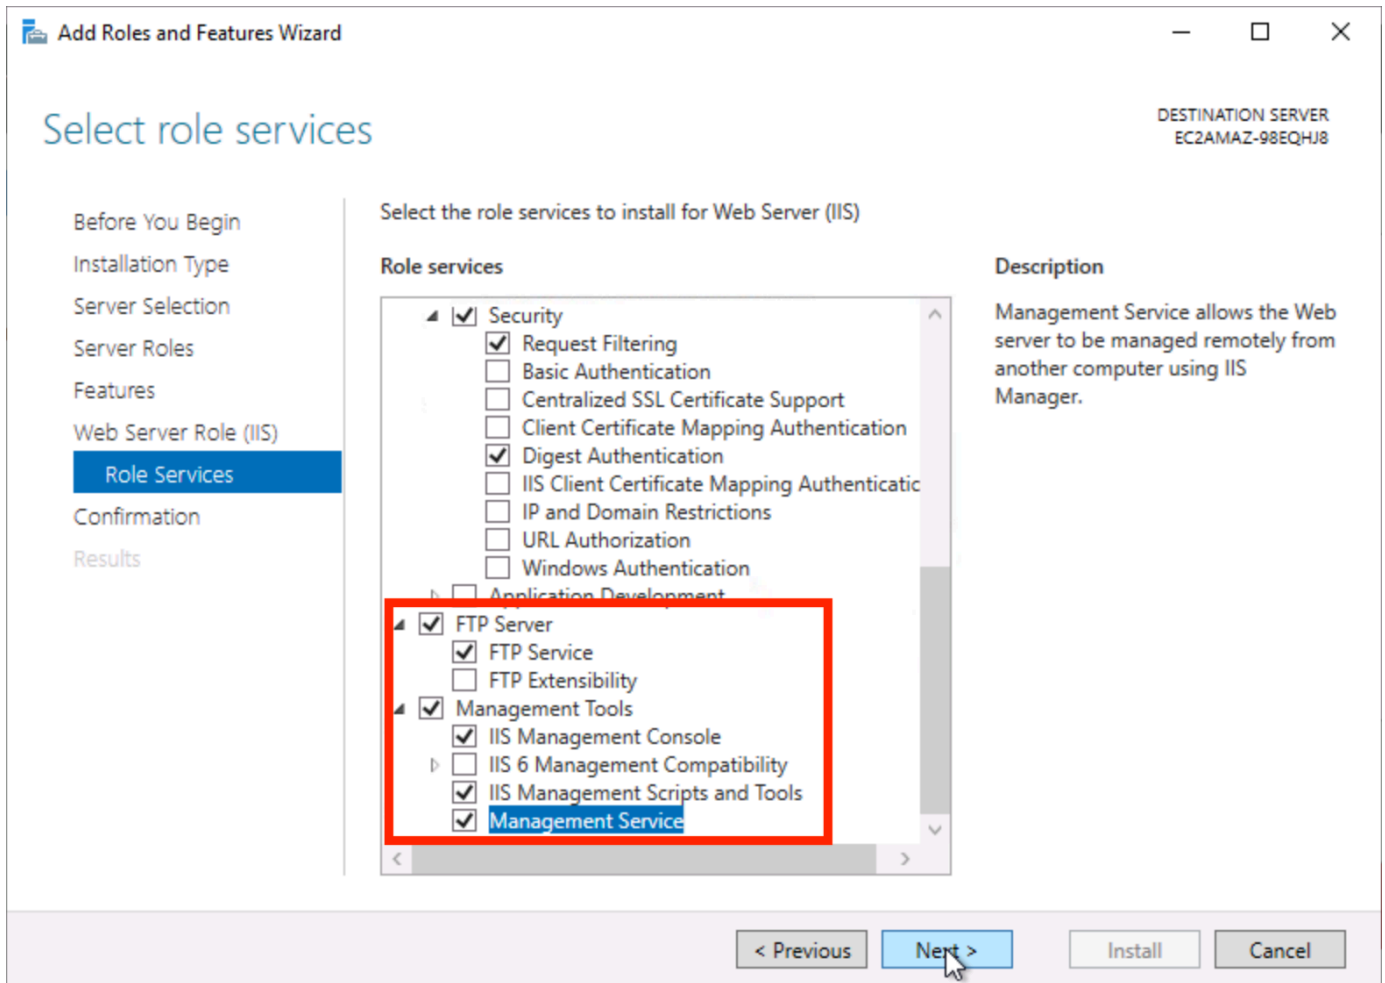 Add Roles and Features Wizard
Select role services
DESTINATION SERVER
EC2AMAZ-98EQHJ8
Before You Begin
Installation Type
Server Selection
Server Roles
Features
Web Server Role (IIS)
Role Services
Confirmation
Results
Select the role services to install for Web Server (IIS)
Role services
Security
Request Filtering
Basic Authentication
Centralized SSL Certificate Support
Client Certificate Mapping Authentication
Digest Authentication
IIS Client Certificate Mapping Authenticatic
IP and Domain Restrictions
URL Authorization
Windows Authentication
Application Development
FTP Server
FTP Service
FTP Extensibility
Management Tools
IIS Management Console
IIS 6 Management Compatibility
IIS Management Scripts and Tools
Management Service
Description
Management Service allows the Web
server to be managed remotely from
another computer using IIS
Manager.
< Previous
Next >
Install
Cancel